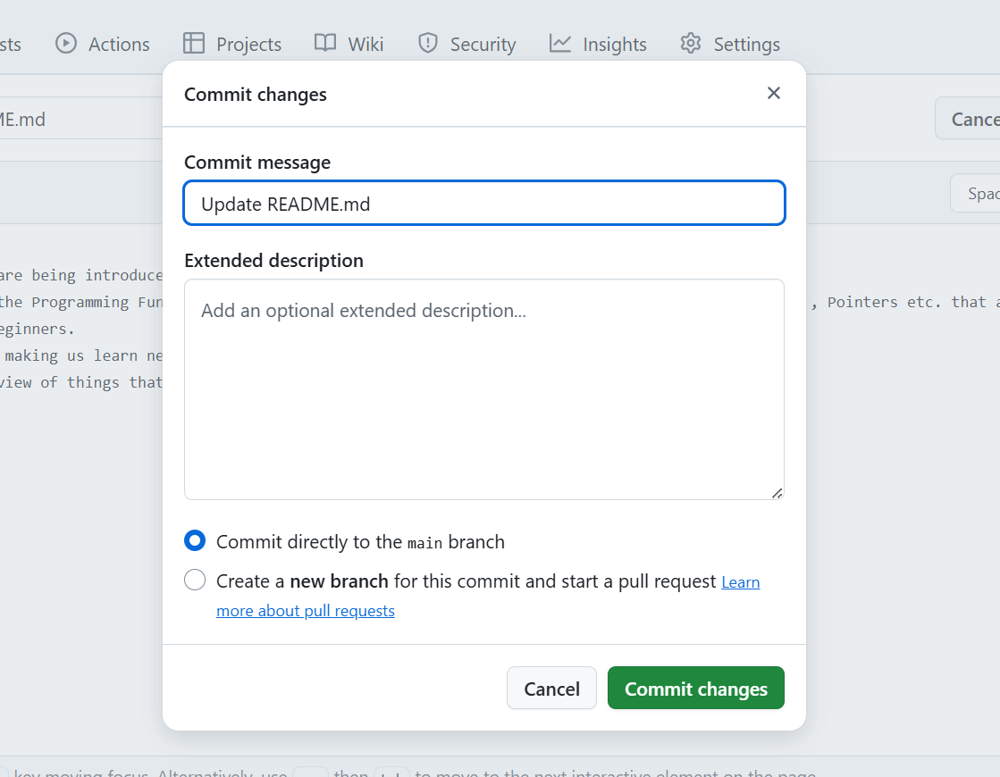 sts Actions Projects Wiki Security Insights Settings
Commit changes
ME.md
Cance
Commit message
Spac
Update README.md
Extended description
are being introduce
the Programming Fun , Pointers etc. that a
eginners.
making us learn ne
view of things that
Add an optional extended description...
Commit directly to the main branch
Create a new branch for this commit and start a pull request Learn
more about pull requests
Cancel Commit changes
key moving focus. Alternatively, use then to move to the next interactive element on the page.